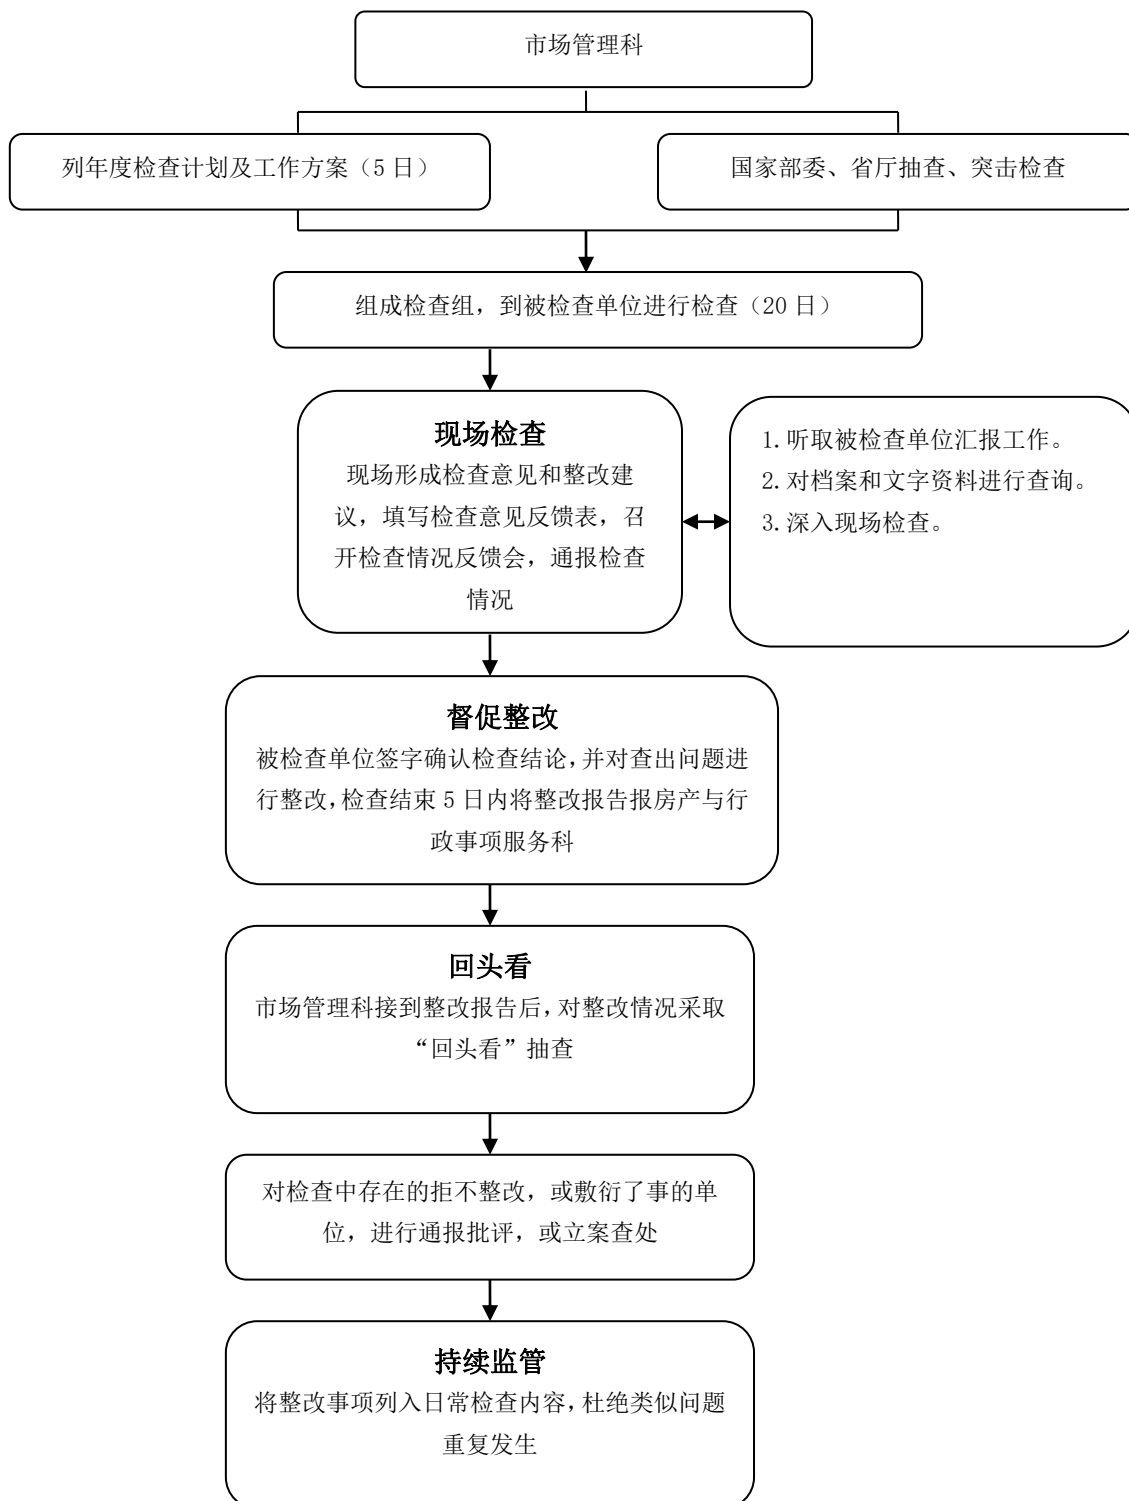 市场管理科
列年度检查计划及工作方案（5 日）
国家部委、省厅抽查、突击检查
组成检查组，到被检查单位进行检查（20 日）
现场检查
现场形成检查意见和整改建
议，填写检查意见反馈表，召
开检查情况反馈会，通报检查
情况
1.听取被检查单位汇报工作。
2.对档案和文字资料进行查询。
3.深入现场检查。
督促整改
被检查单位签字确认检查结论，并对查出问题进
行整改，检查结束 5 日内将整改报告报房产与行
政事项服务科
回头看
市场管理科接到整改报告后，对整改情况采取
“回头看”抽查
对检查中存在的拒不整改，或敷衍了事的单
位，进行通报批评，或立案查处
持续监管
将整改事项列入日常检查内容，杜绝类似问题
重复发生